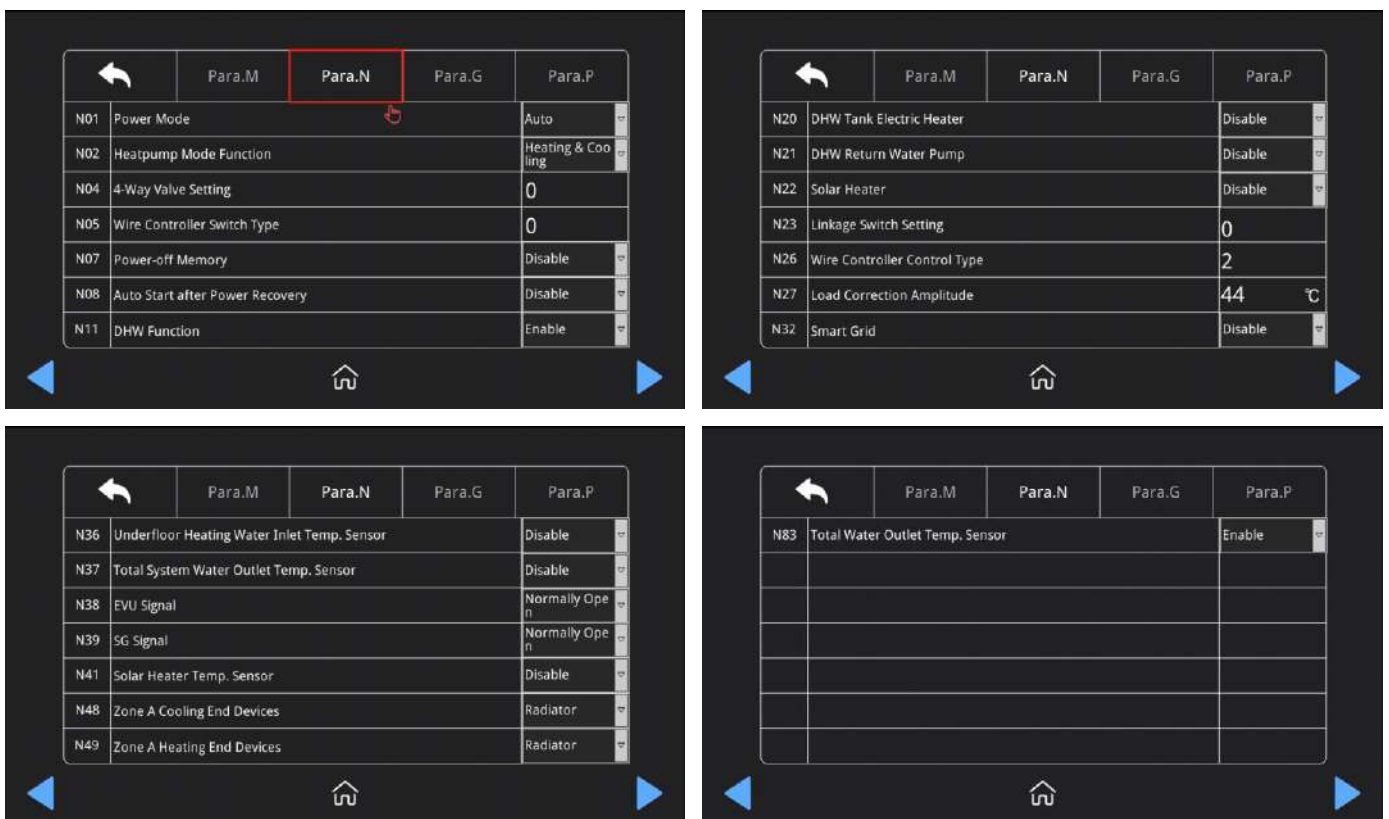 Para.M Para.N Para.G Para.P
N01 Power Mode Auto
N02 Heatpump Mode Function Heating & Coo
ling
N04 4-Way Valve Setting 0
N05 Wire Controller Switch Type 0
N07 Power-off Memory Disable
N08 Auto Start after Power Recovery Disable
N11 DHW Function Enable
Para.M Para.N Para.G Para.P
N20 DHW Tank Electric Heater Disable
N21 DHW Return Water Pump Disable
N22 Solar Heater Disable
N23 Linkage Switch Setting 0
N26 Wire Controller Control Type 2
N27 Load Correction Amplitude 44 ℃
N32 Smart Grid Disable
Para.M Para.N Para.G Para.P
N36 Underfloor Heating Water Inlet Temp. Sensor Disable
N37 Total System Water Outlet Temp. Sensor Disable
N38 EVU Signal Normally Ope
n
N39 SG Signal Normally Ope
n
N41 Solar Heater Temp. Sensor Disable
N48 Zone A Cooling End Devices Radiator
N49 Zone A Heating End Devices Radiator
Para.M Para.N Para.G Para.P
N83 Total Water Outlet Temp. Sensor Enable